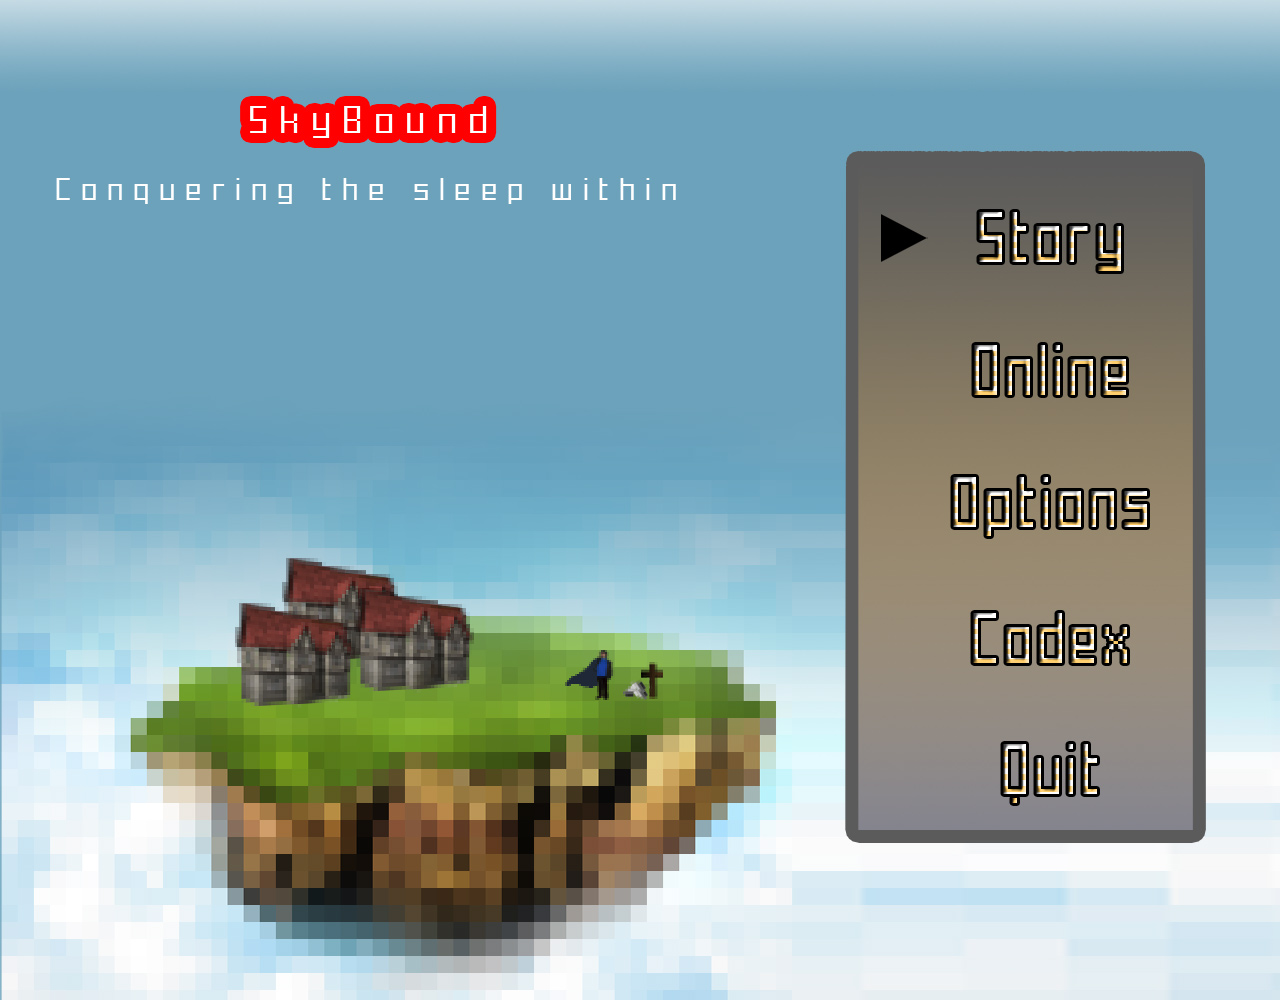 SkyBound
Conquering the sleep within
Story
Online
Options
Codex
Quit